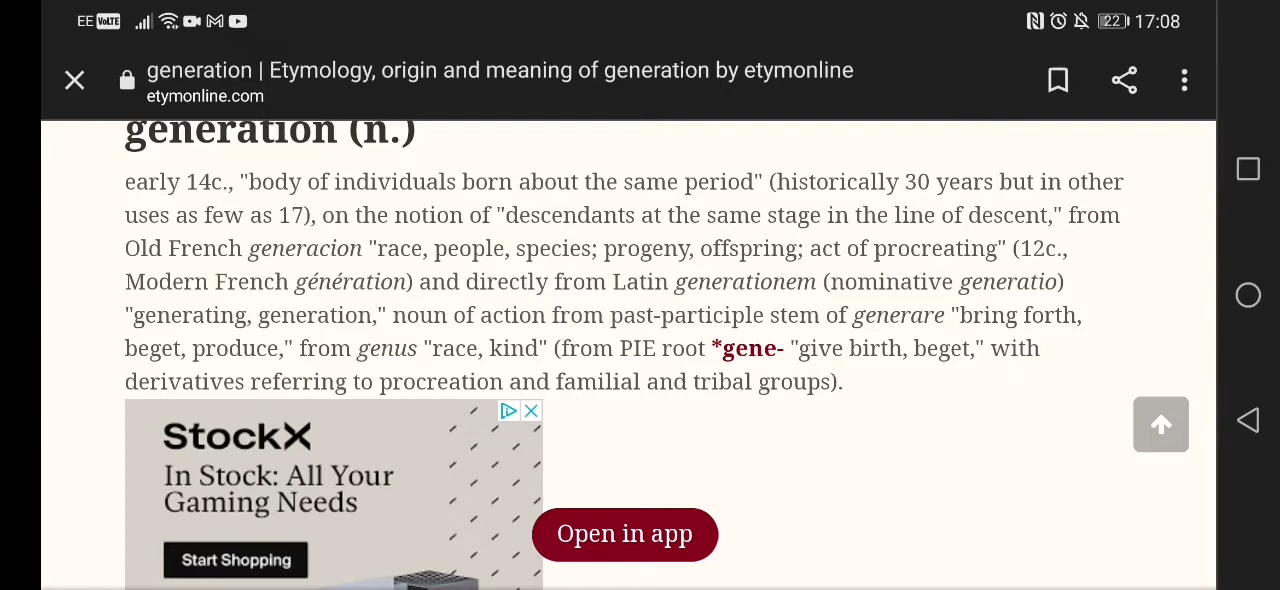 EE VoLTE 22 17:08
generation | Etymology, origin and meaning of generation by etymonline
etymonline.com
generation (n.)
early 14c., "body of individuals born about the same period" (historically 30 years but in other
uses as few as 17), on the notion of "descendants at the same stage in the line of descent," from
Old French generacion "race, people, species; progeny, offspring; act of procreating" (12c.,
Modern French génération) and directly from Latin generationem (nominative generatio)
"generating, generation," noun of action from past-participle stem of generare "bring forth,
beget, produce," from genus "race, kind" (from PIE root *gene- "give birth, beget," with
derivatives referring to procreation and familial and tribal groups).
StockX
In Stock: All Your
Gaming Needs
Start Shopping
Open in app